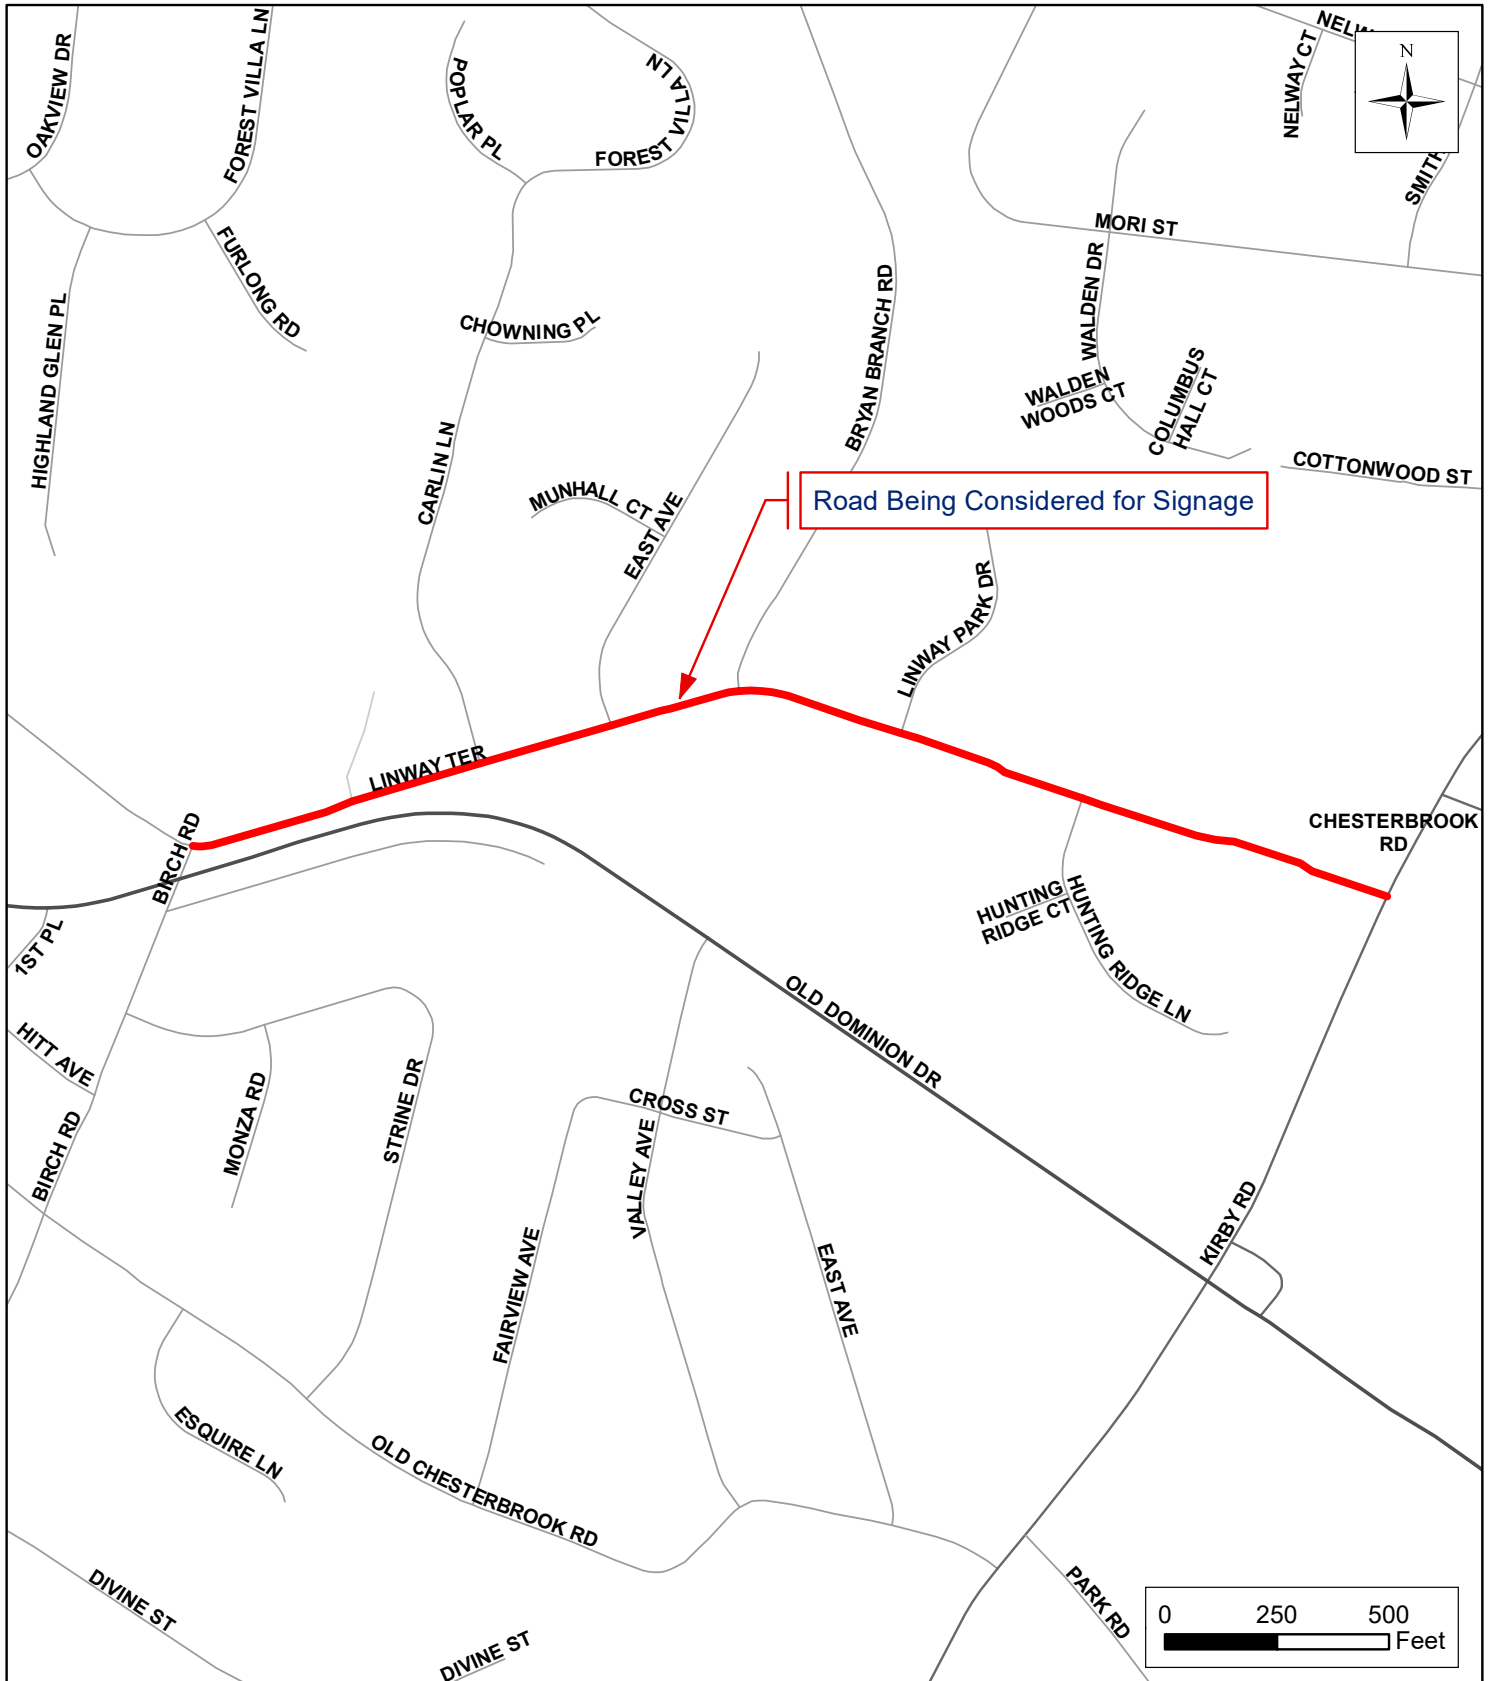 OAKVIEW DR
FOREST VILLA LN
POPLAR PL
FOREST VILLA LN
NELWAY CT
N
SMITH
FURLONG RD
MORI ST
HIGHLAND GLEN PL
CHOWNING PL
BRYAN BRANCH RD
WALDEN DR
WALDEN
WOODS CT
COLUMBUS
HALL CT
COTTONWOOD ST
CARLIN LN
MUNHALL CT
EAST AVE
Road Being Considered for Signage
LINWAY PARK DR
LINWAY TER
BIRCH RD
CHESTERBROOK
RD
HUNTING
RIDGE CT
HUNTING RIDGE LN
1ST PL
OLD DOMINION DR
HITT AVE
BIRCH RD
MONZA RD
STRINE DR
CROSS ST
VALLEY AVE
FAIRVIEW AVE
EAST AVE
KIRBY RD
ESQUIRE LN
OLD CHESTERBROOK RD
DIVINE ST
DIVINE ST
PARK RD
0 250 500
Feet